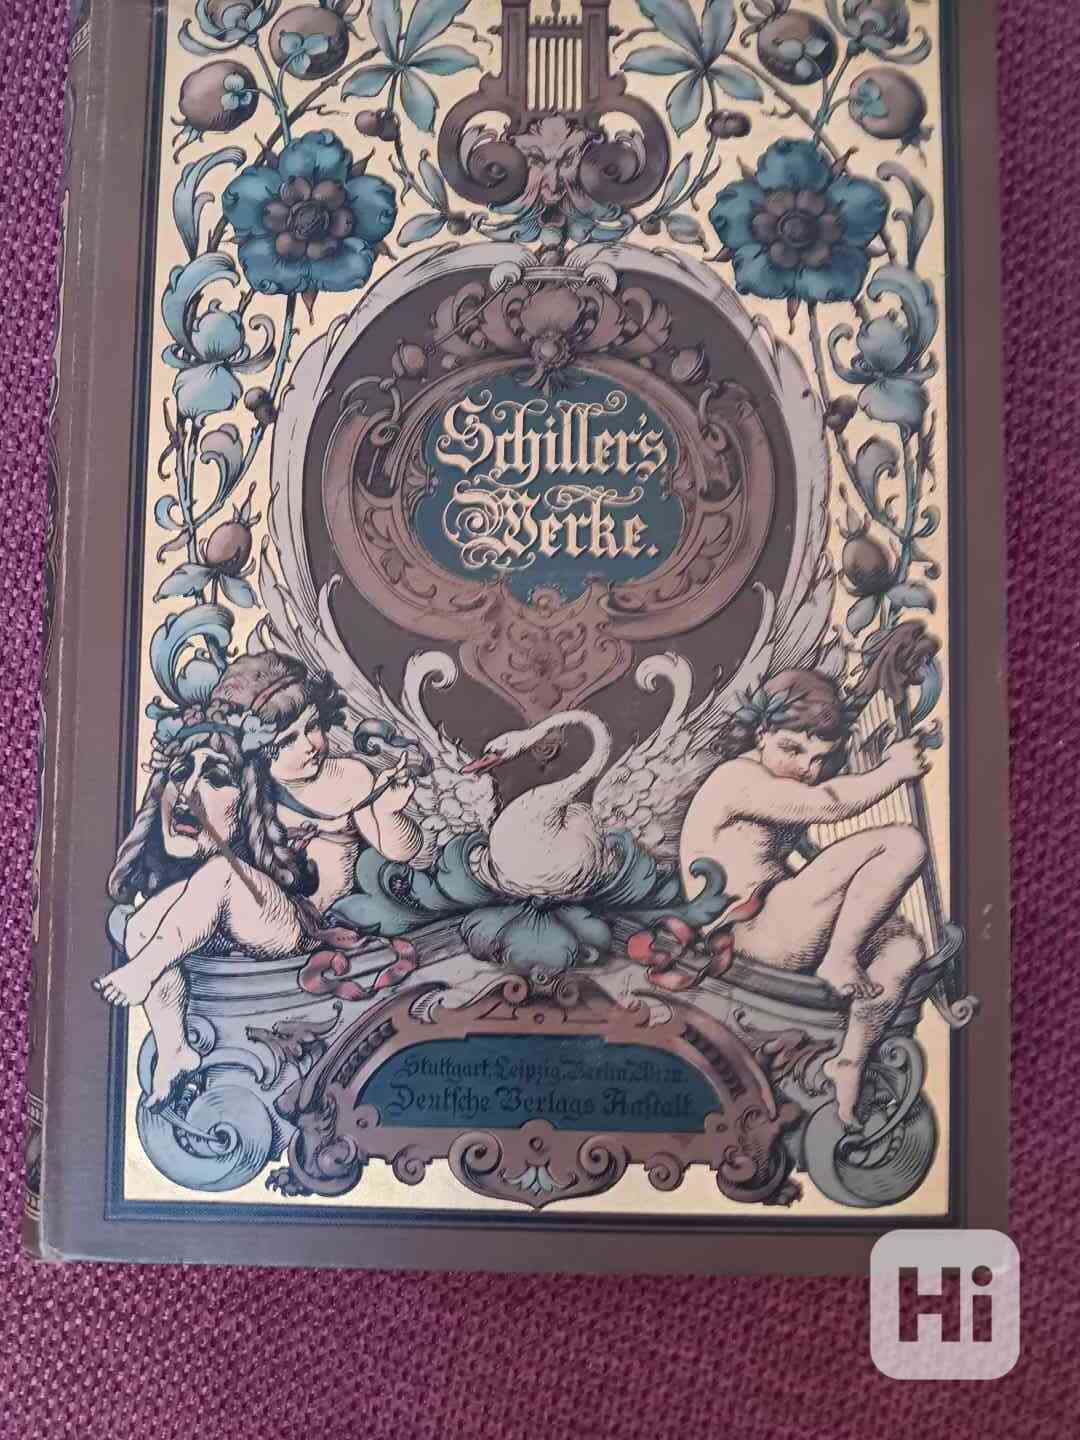 Schiller's
Werke.
Stuttgart, Leipzig, Berlin, Wien.
Deutsche Verlags Anstalt.
Hi